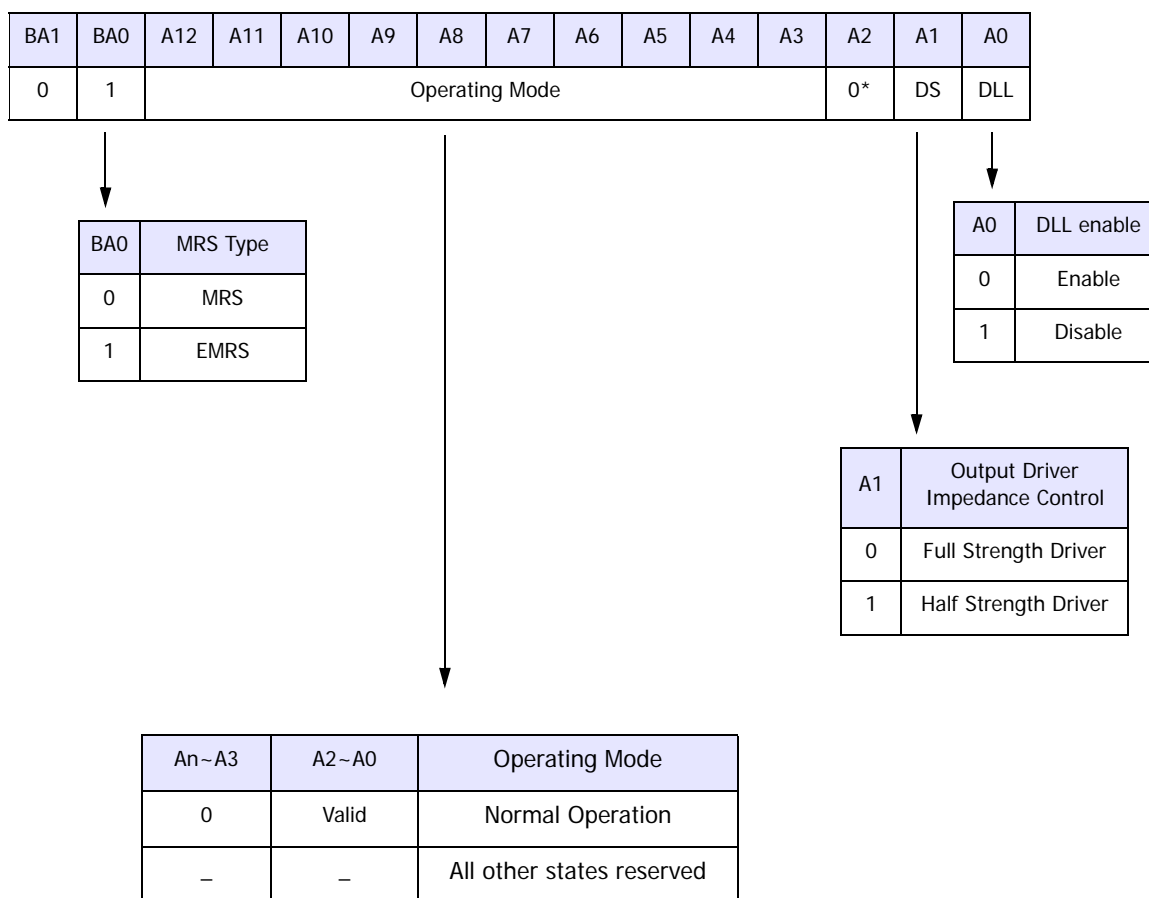 BA1 BA0 A12 A11 A10 A9 A8 A7 A6 A5 A4 A3 A2 A1 A0
0 1 Operating Mode 0* DS DLL
BA0 MRS Type
0 MRS
1 EMRS
A0 DLL enable
0 Enable
1 Disable
A1 Output Driver
Impedance Control
0 Full Strength Driver
1 Half Strength Driver
An~A3 A2~A0 Operating Mode
0 Valid Normal Operation
_ _ All other states reserved